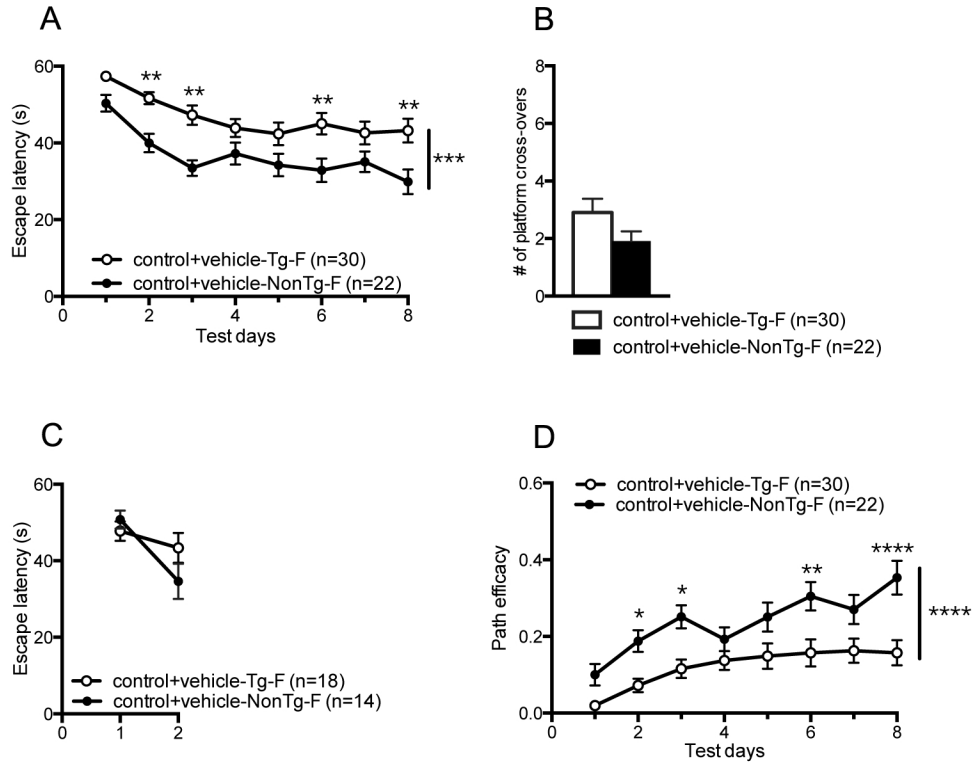 A
Escape latency (s)
60
40
20
0
** ** ** **
***
control+vehicle-Tg-F (n=30)
control+vehicle-NonTg-F (n=22)
0 2 4 6 8
Test days
B
# of platform cross-overs
8
6
4
2
0
control+vehicle-Tg-F (n=30)
control+vehicle-NonTg-F (n=22)
C
Escape latency (s)
60
40
20
0
control+vehicle-Tg-F (n=18)
control+vehicle-NonTg-F (n=14)
0 1 2
D
Path efficacy
0.6
0.4
0.2
0.0
control+vehicle-Tg-F (n=30)
control+vehicle-NonTg-F (n=22)
* * ** ****
****
0 2 4 6 8
Test days